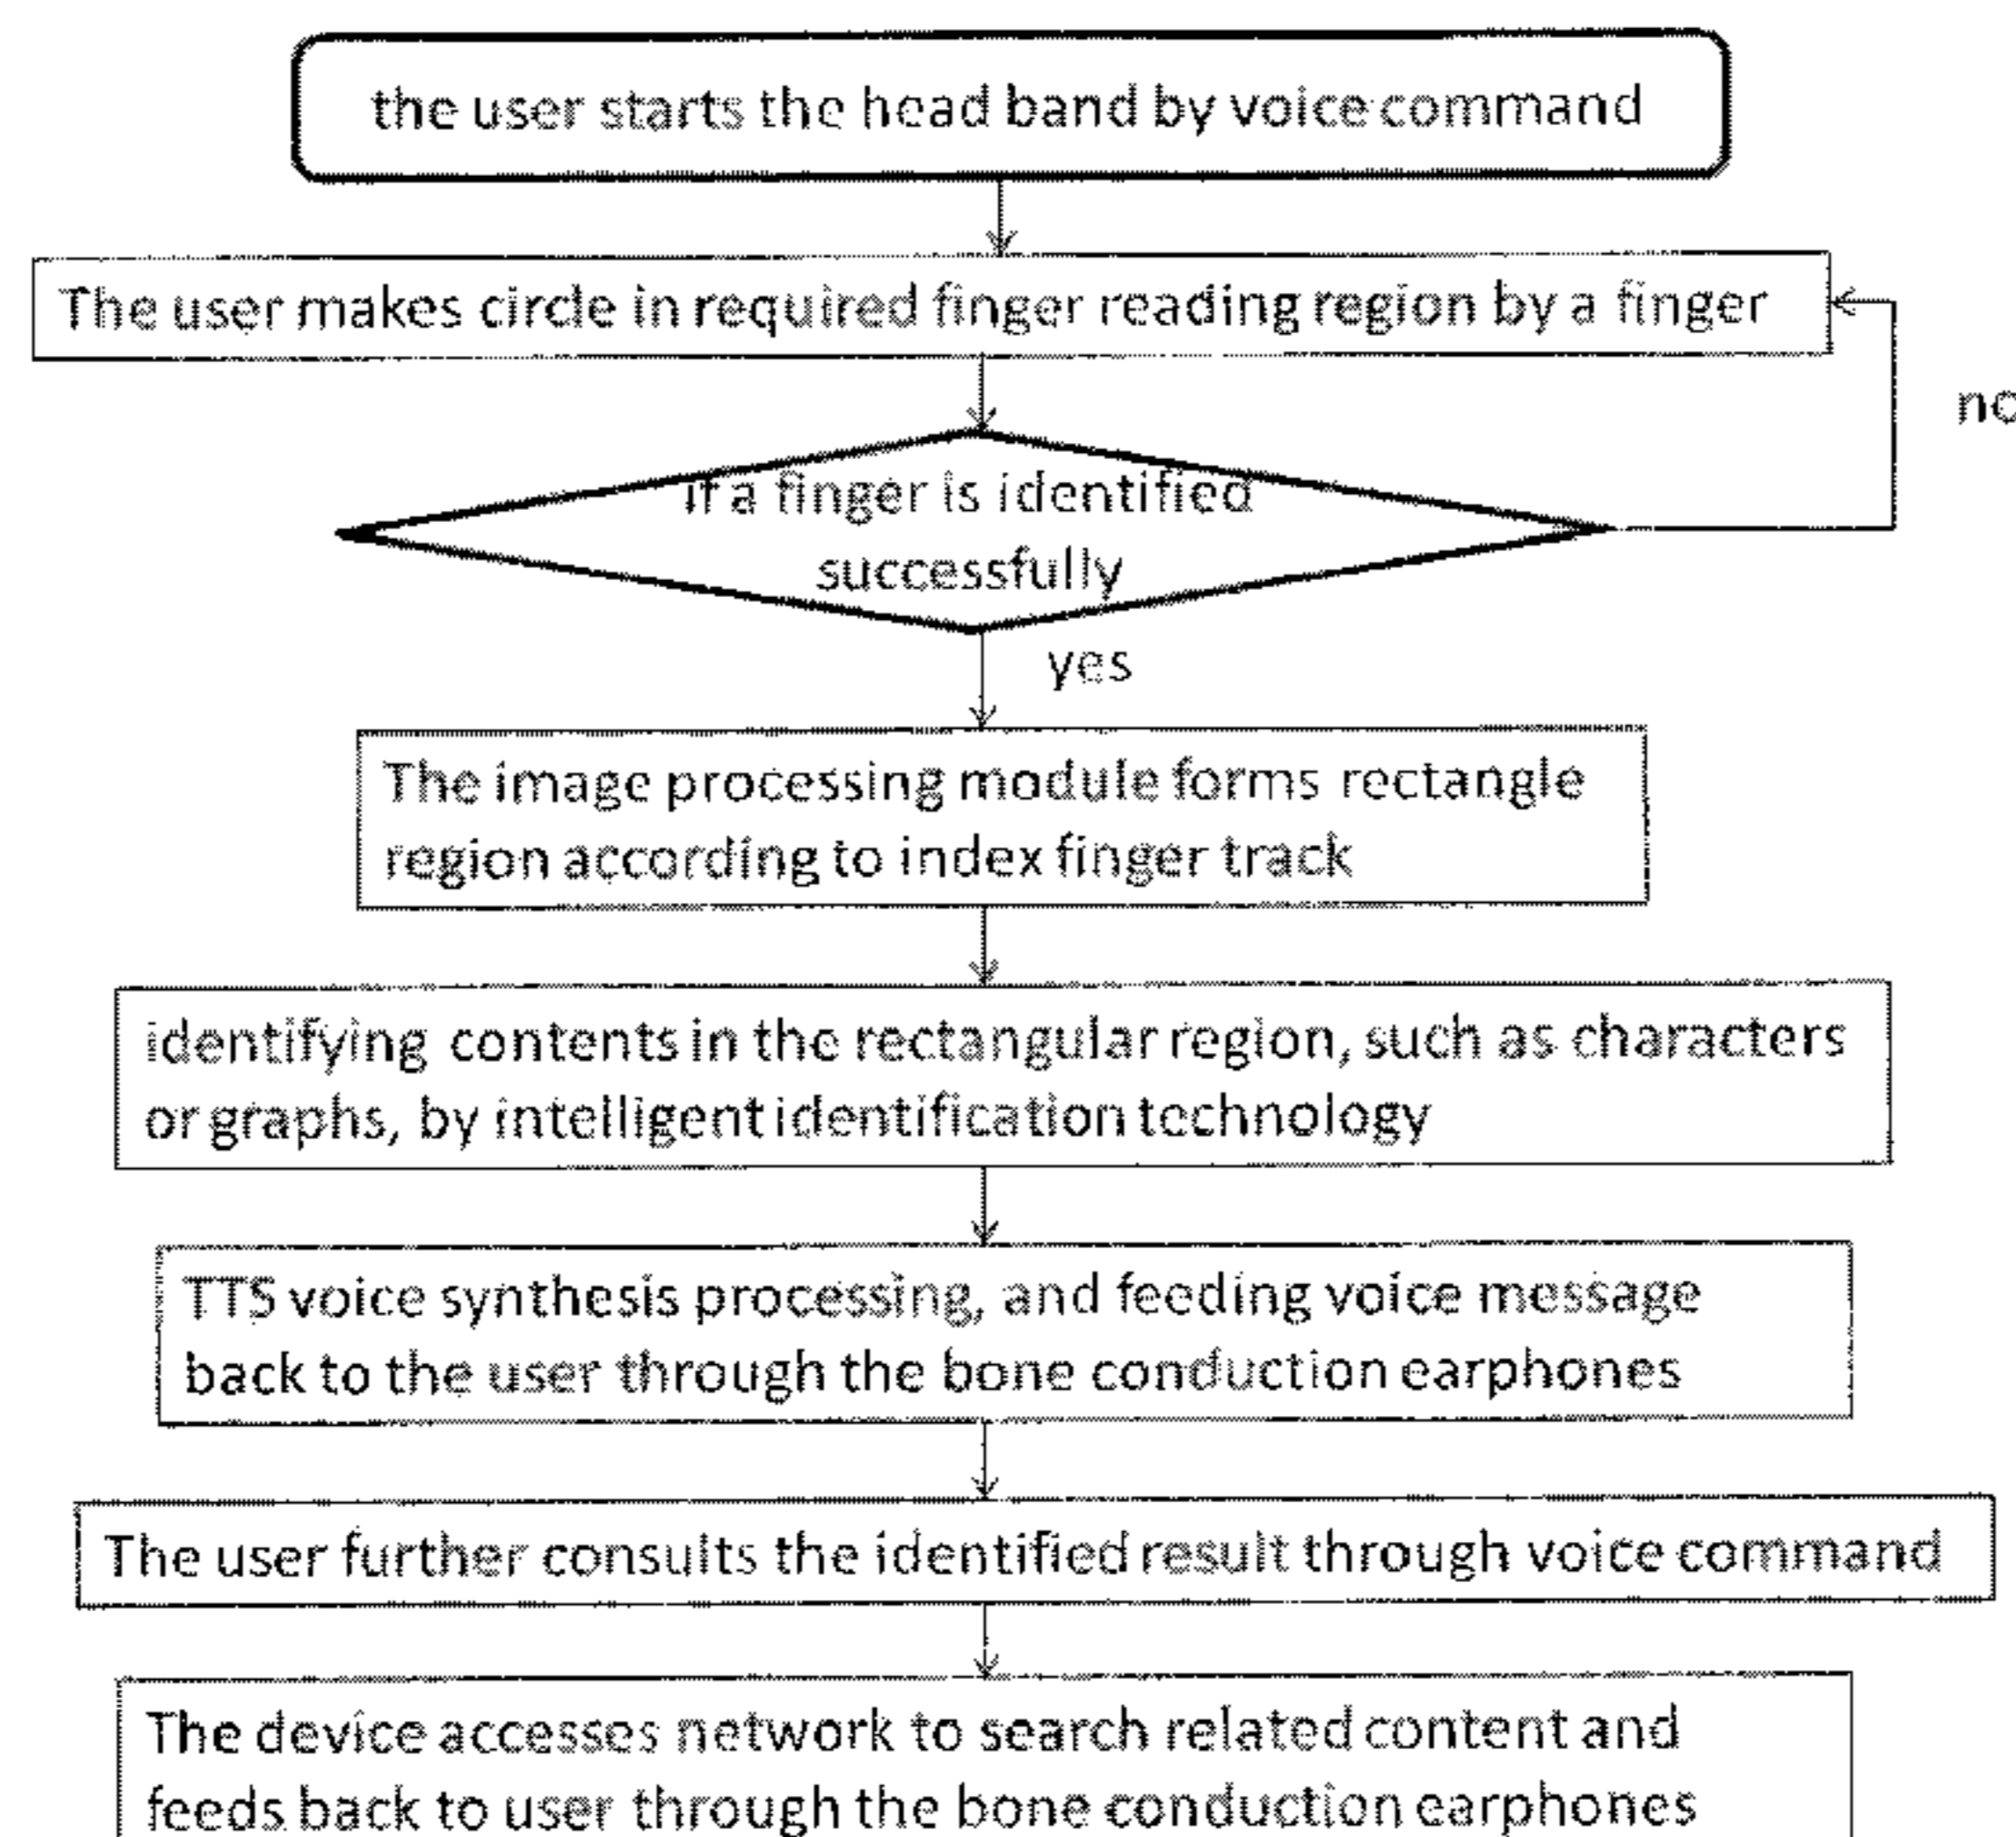 the user starts the head band by voice command
The user makes circle in required finger reading region by a finger
no
If a finger is identified
successfully
yes
The image processing module forms rectangle
region according to index finger track
identifying contents in the rectangular region, such as characters
or graphs, by intelligent identification technology
TTS voice synthesis processing, and feeding voice message
back to the user through the bone conduction earphones
The user further consults the identified result through voice command
The device accesses network to search related content and
feeds back to user through the bone conduction earphones